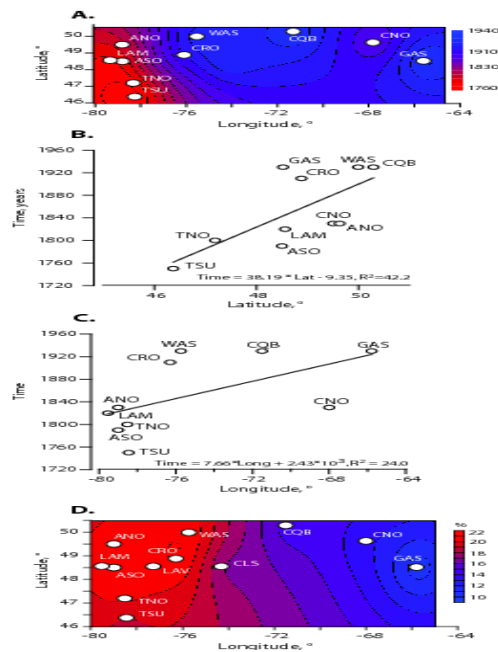 A.
50
49
48
47
46
Latitude,°
ANO
WAS
CQB
CNO
LAM
ASO
CRO
GAS
TNO
TSU
-80
-76
-72
-68
-64
Longitude, °
1940
1900
1830
1800
1760
B.
1960
1920
1880
1840
1800
1760
1720
Time, years
GAS
WAS
CQB
CRO
CNO
ANO
TNO
LAM
ASO
TSU
Time = 38.19 * Lat - 9.35, R²=42.2
46
48
50
Latitude, °
C.
1960
1920
1880
1840
1800
1760
1720
Time
WAS
CQB
GAS
CRO
ANO
CNO
LAM
TNO
ASO
TSU
Time = 7.66*Long + 2.43*10³, R² = 24.0
-80
-76
-72
-68
-64
Longitude, °
D.
50
49
48
47
46
Latitude,°
ANO
WAS
CQB
CNO
LAM
CRO
GAS
ASO
LAV
CLS
TNO
TSU
-80
-76
-72
-68
-64
Longitude, °
%
22
20
18
16
14
12
10